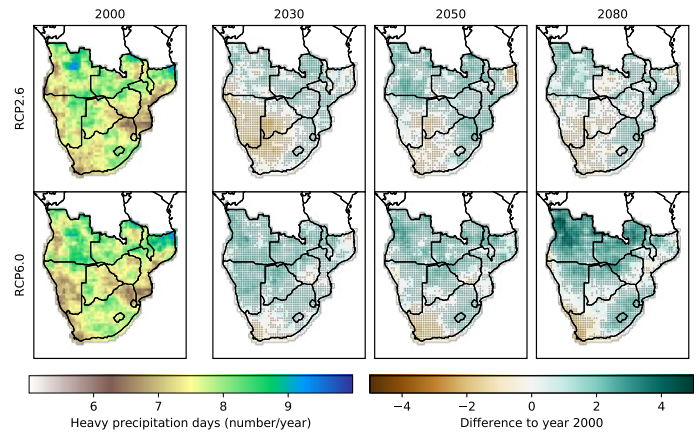 2000 2030 2050 2080
RCP2.6
RCP6.0
6 7 8 9
Heavy precipitation days (number/year)
−4 −2 0 2 4
Difference to year 2000